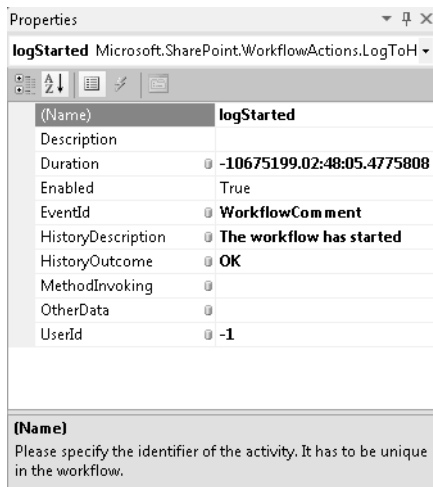 Properties
logStarted Microsoft.SharePoint.WorkflowActions.LogToH
(Name) logStarted
Description
Duration -10675199.02:48:05.4775808
Enabled True
EventId WorkflowComment
HistoryDescription The workflow has started
HistoryOutcome OK
MethodInvoking
OtherData
UserId -1
(Name)
Please specify the identifier of the activity. It has to be unique
in the workflow.